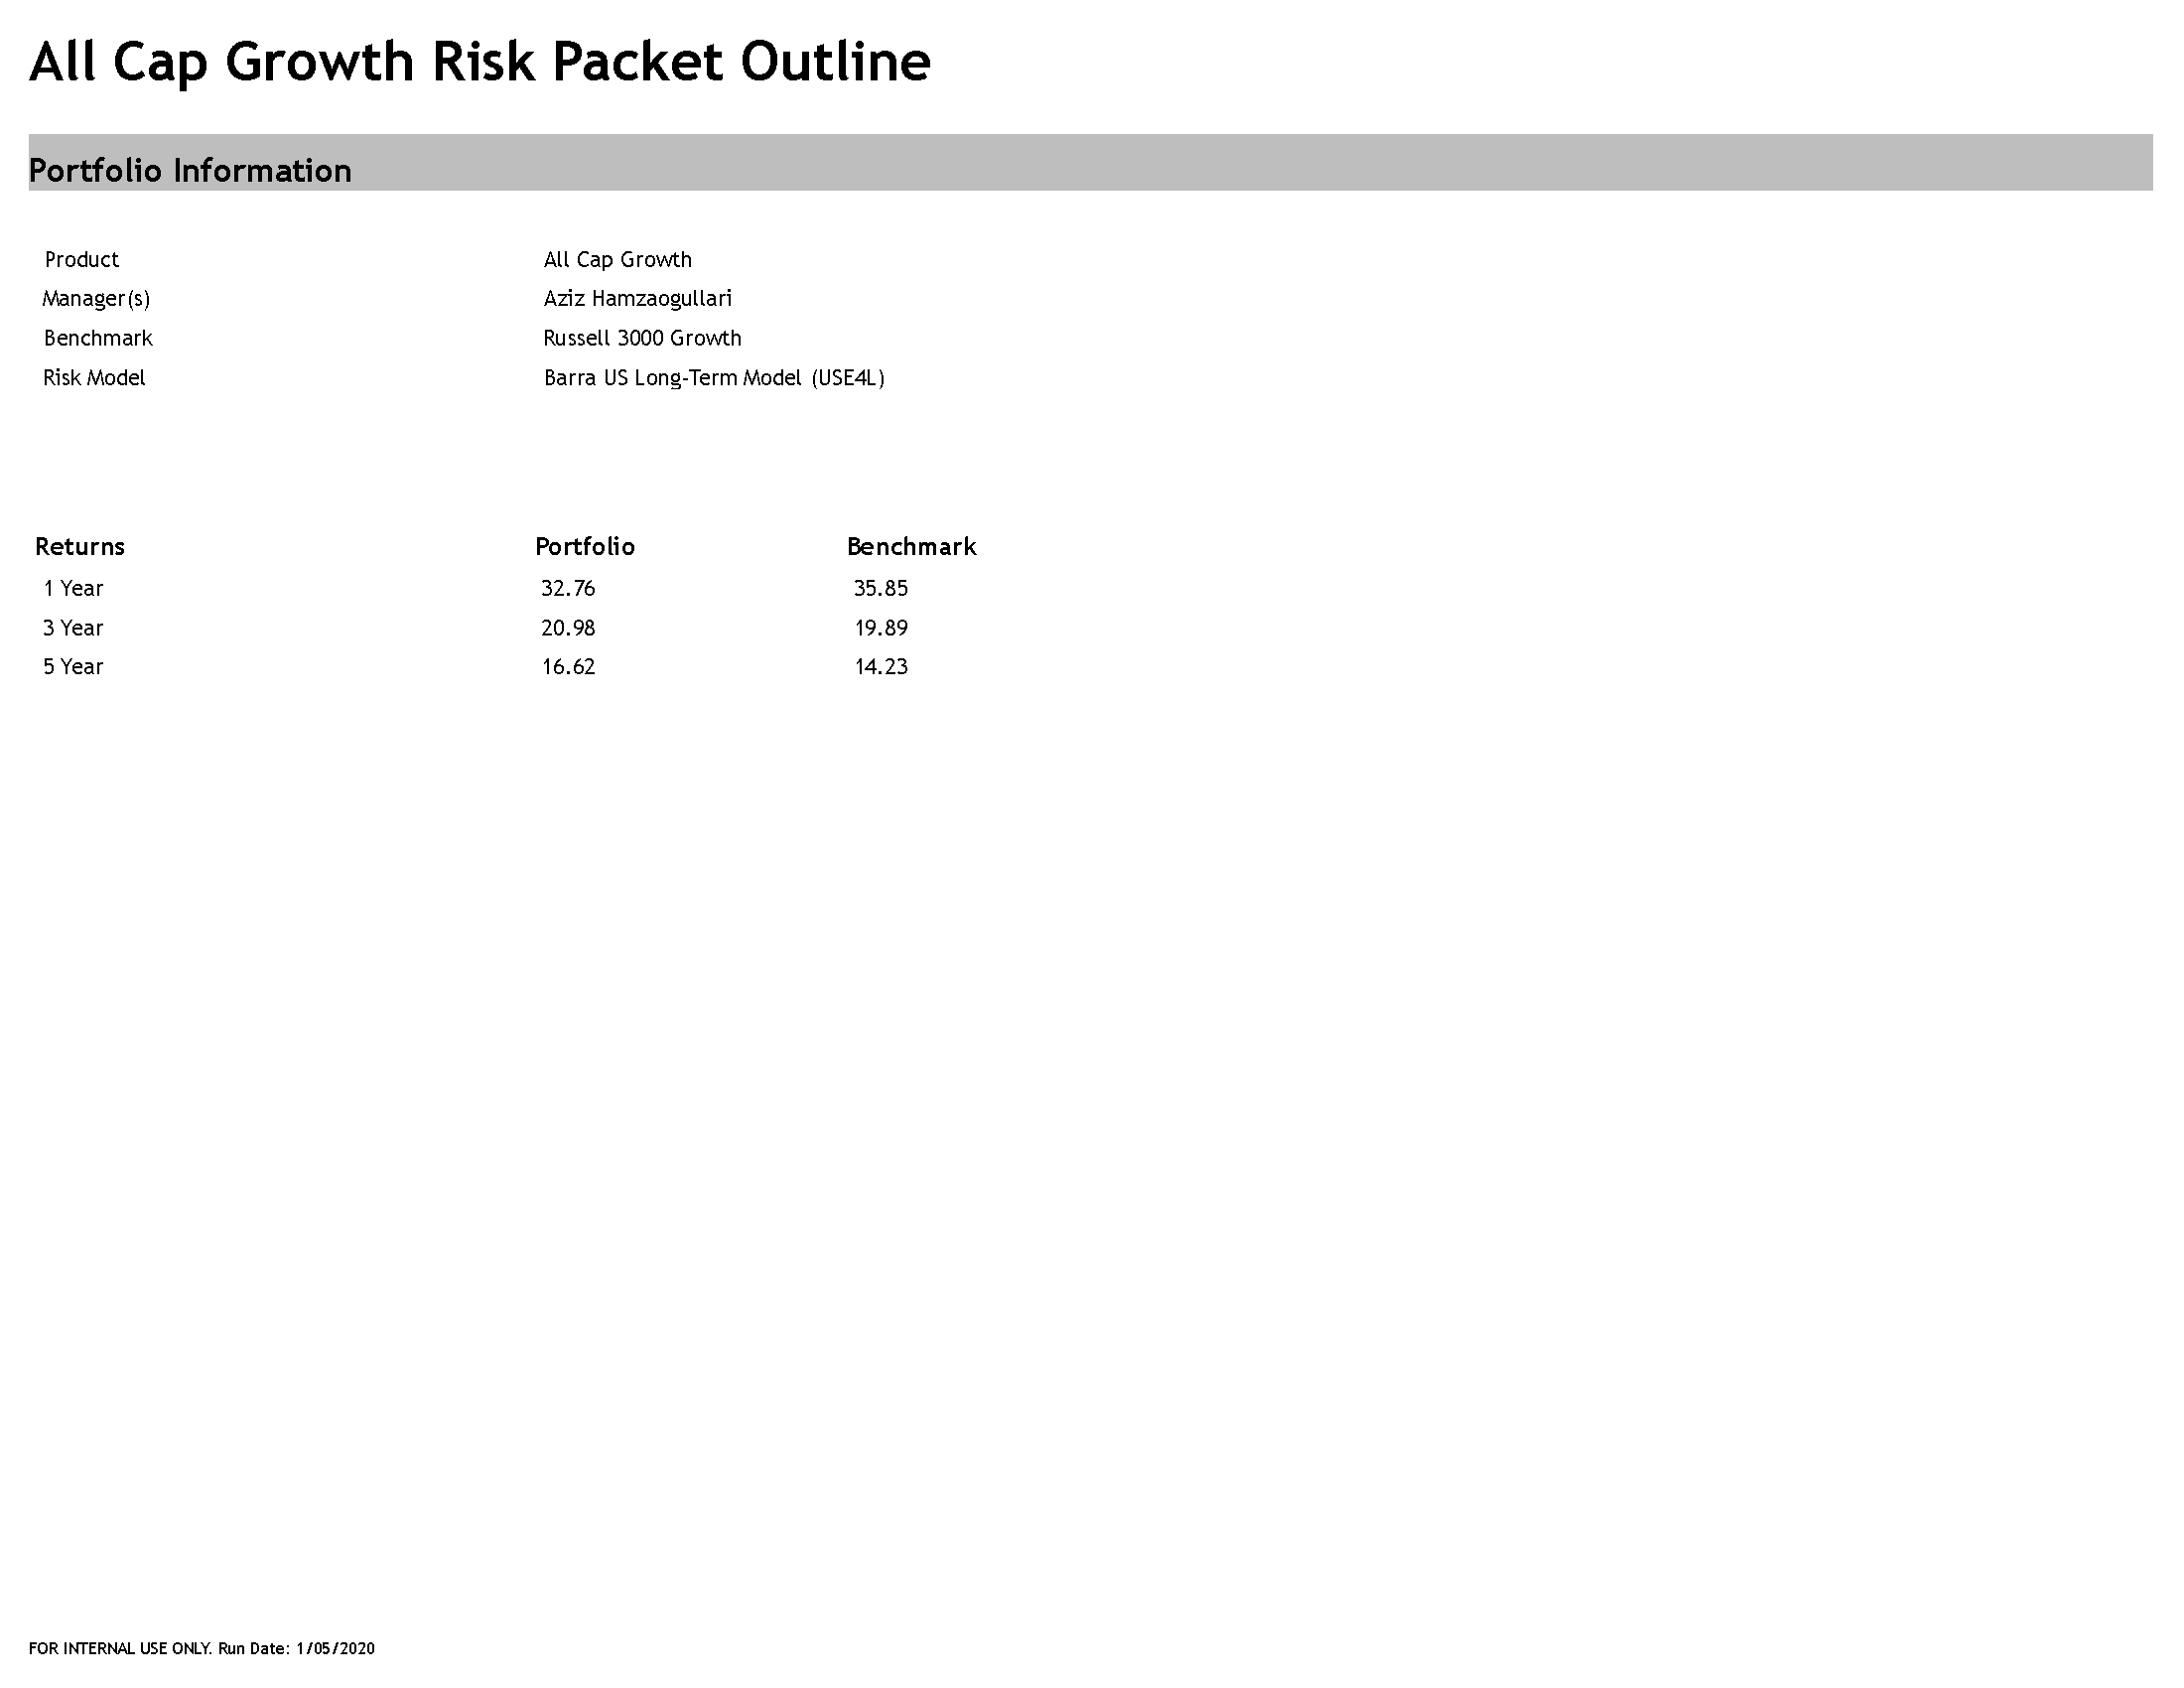 All Cap Growth Risk Packet Outline
Portfolio Information
Product All Cap Growth
Manager(s) Aziz Hamzaogullari
Benchmark Russell 3000 Growth
Risk Model Barra US Long-Term Model (USE4L)
Returns Portfolio Benchmark
1 Year 32.76 35.85
3 Year 20.98 19.89
5 Year 16.62 14.23
FOR INTERNAL USE ONLY. Run Date: 1/05/2020